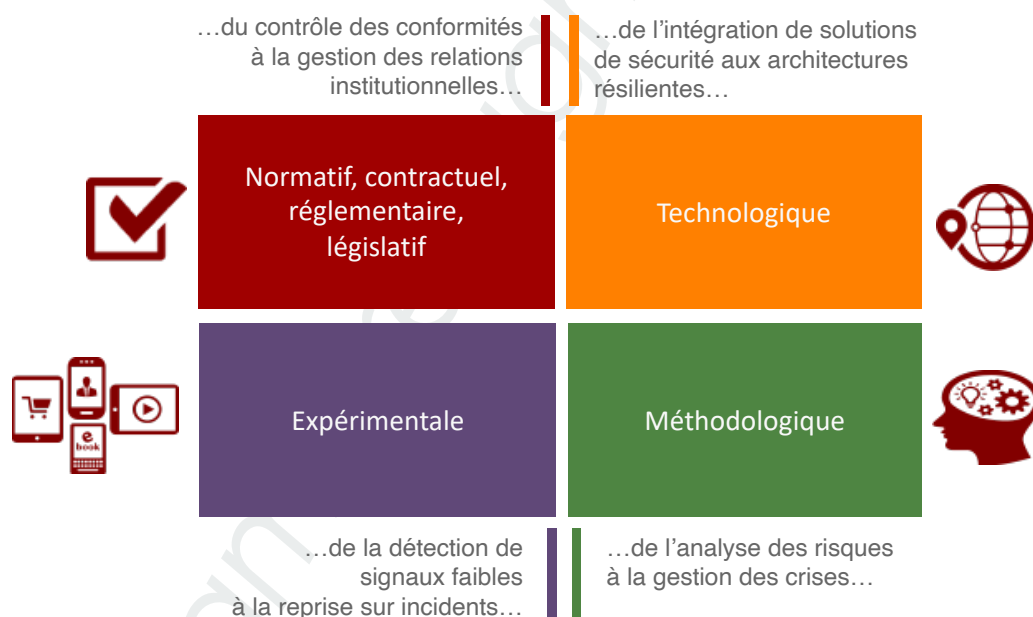 …du contrôle des conformités
à la gestion des relations
institutionnelles…
…de l’intégration de solutions
de sécurité aux architectures
résilientes…
Normatif, contractuel,
réglementaire,
législatif
Technologique
e
book
Expérimentale
Méthodologique
…de la détection de
signaux faibles
à la reprise sur incidents…
…de l’analyse des risques
à la gestion des crises…